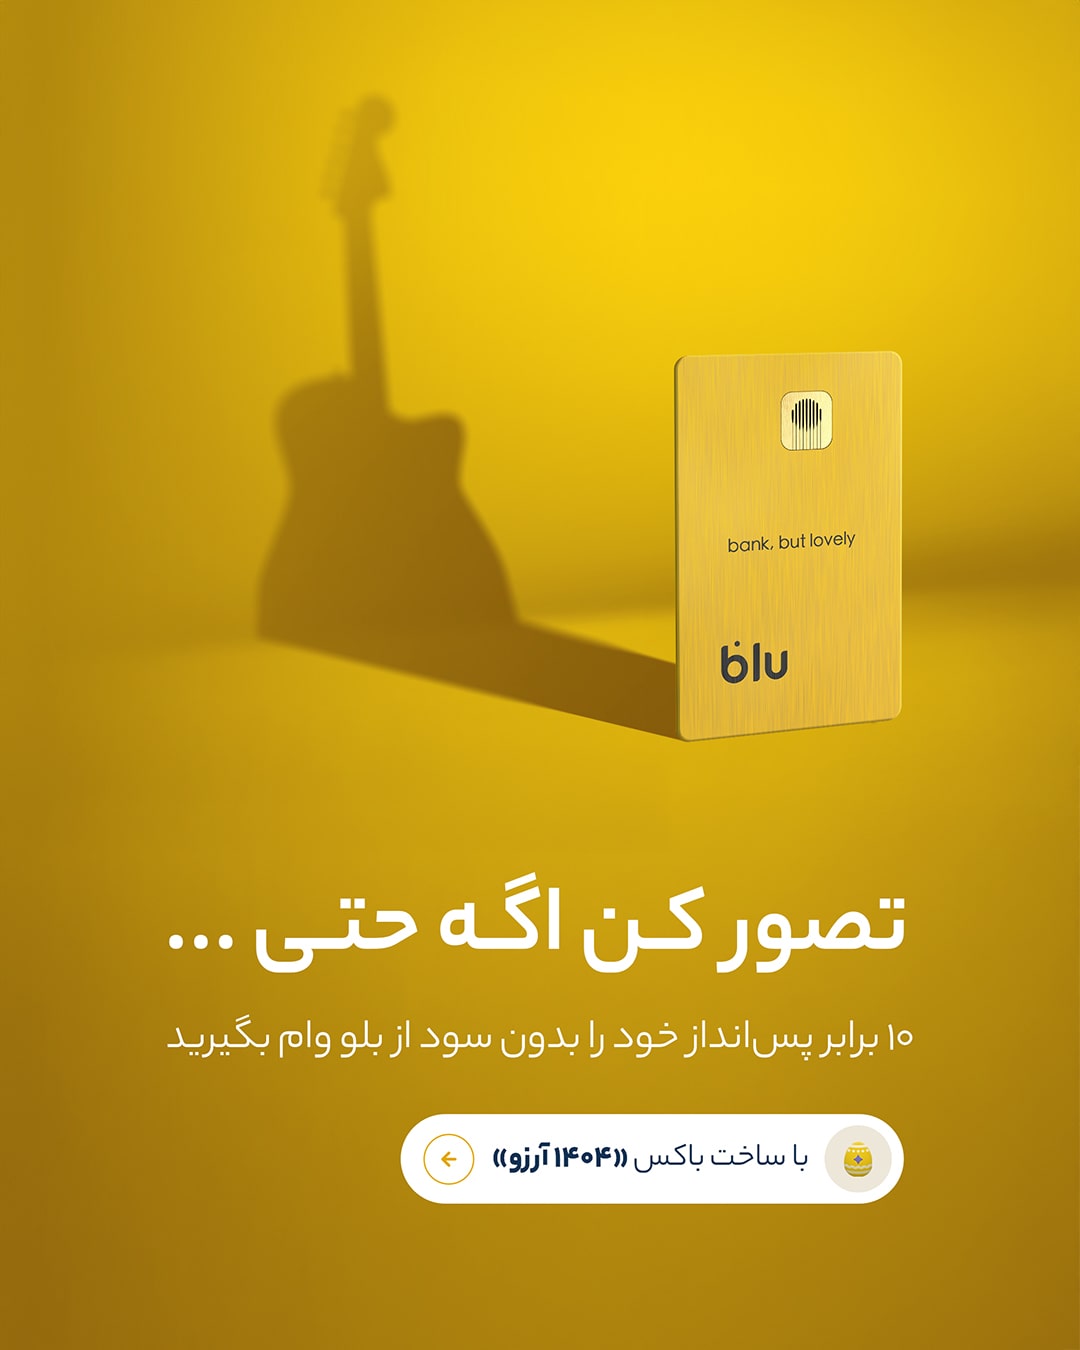 bank, but lovely
blu
تصور کن اگه حتی ...
۱۰ برابر پس‌انداز خود را بدون سود از بلو وام بگیرید
با ساخت باکس «۱۴۰۴ آرزو»